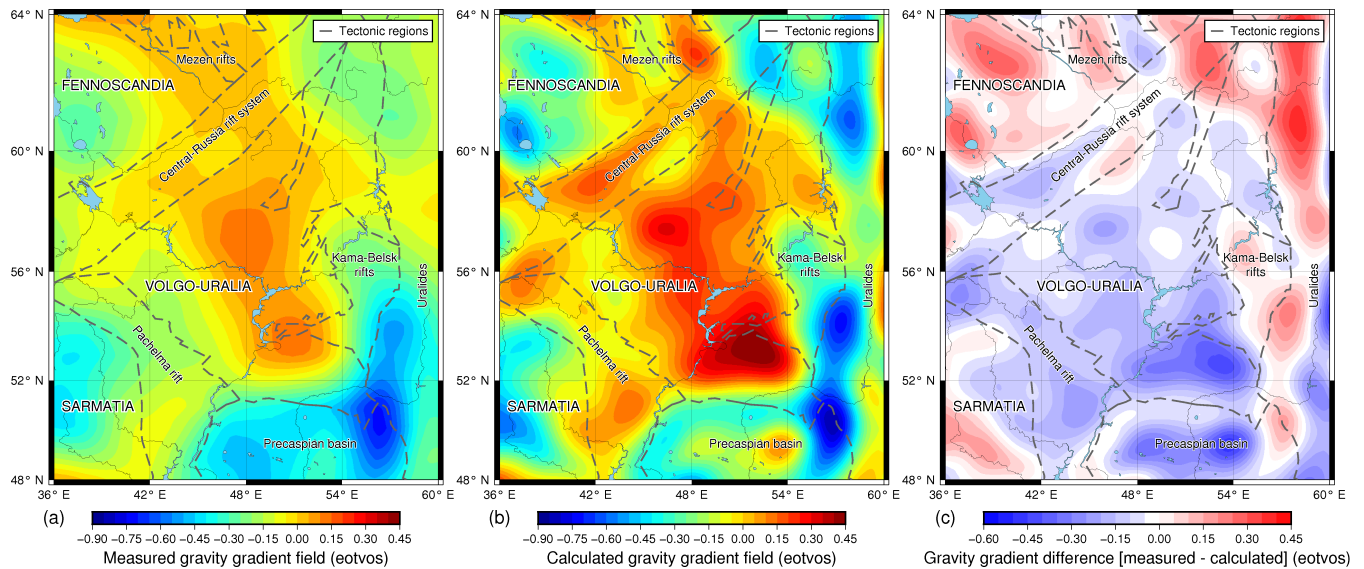 64° N
60° N
56° N
52° N
48° N
36° E
42° E
48° E
54° E
60° E
Tectonic regions
Mezen rifts
FENNOSCANDIA
Central-Russia rift system
Kama-Belsk
rifts
VOLGO-URALIA
Uralides
Pachelma rift
SARMATIA
Precaspian basin
(a)
−0.90 −0.75 −0.60 −0.45 −0.30 −0.15 0.00 0.15 0.30 0.45
Measured gravity gradient field (eotvos)
64° N
60° N
56° N
52° N
48° N
36° E
42° E
48° E
54° E
60° E
Tectonic regions
Mezen rifts
FENNOSCANDIA
Central-Russia rift system
Kama-Belsk
rifts
VOLGO-URALIA
Uralides
Pachelma rift
SARMATIA
Precaspian basin
(b)
−0.90 −0.75 −0.60 −0.45 −0.30 −0.15 0.00 0.15 0.30 0.45
Calculated gravity gradient field (eotvos)
64° N
60° N
56° N
52° N
48° N
36° E
42° E
48° E
54° E
60° E
Tectonic regions
Mezen rifts
FENNOSCANDIA
Central-Russia rift system
Kama-Belsk
rifts
VOLGO-URALIA
Uralides
Pachelma rift
SARMATIA
Precaspian basin
(c)
−0.60 −0.45 −0.30 −0.15 0.00 0.15 0.30 0.45
Gravity gradient difference [measured - calculated] (eotvos)